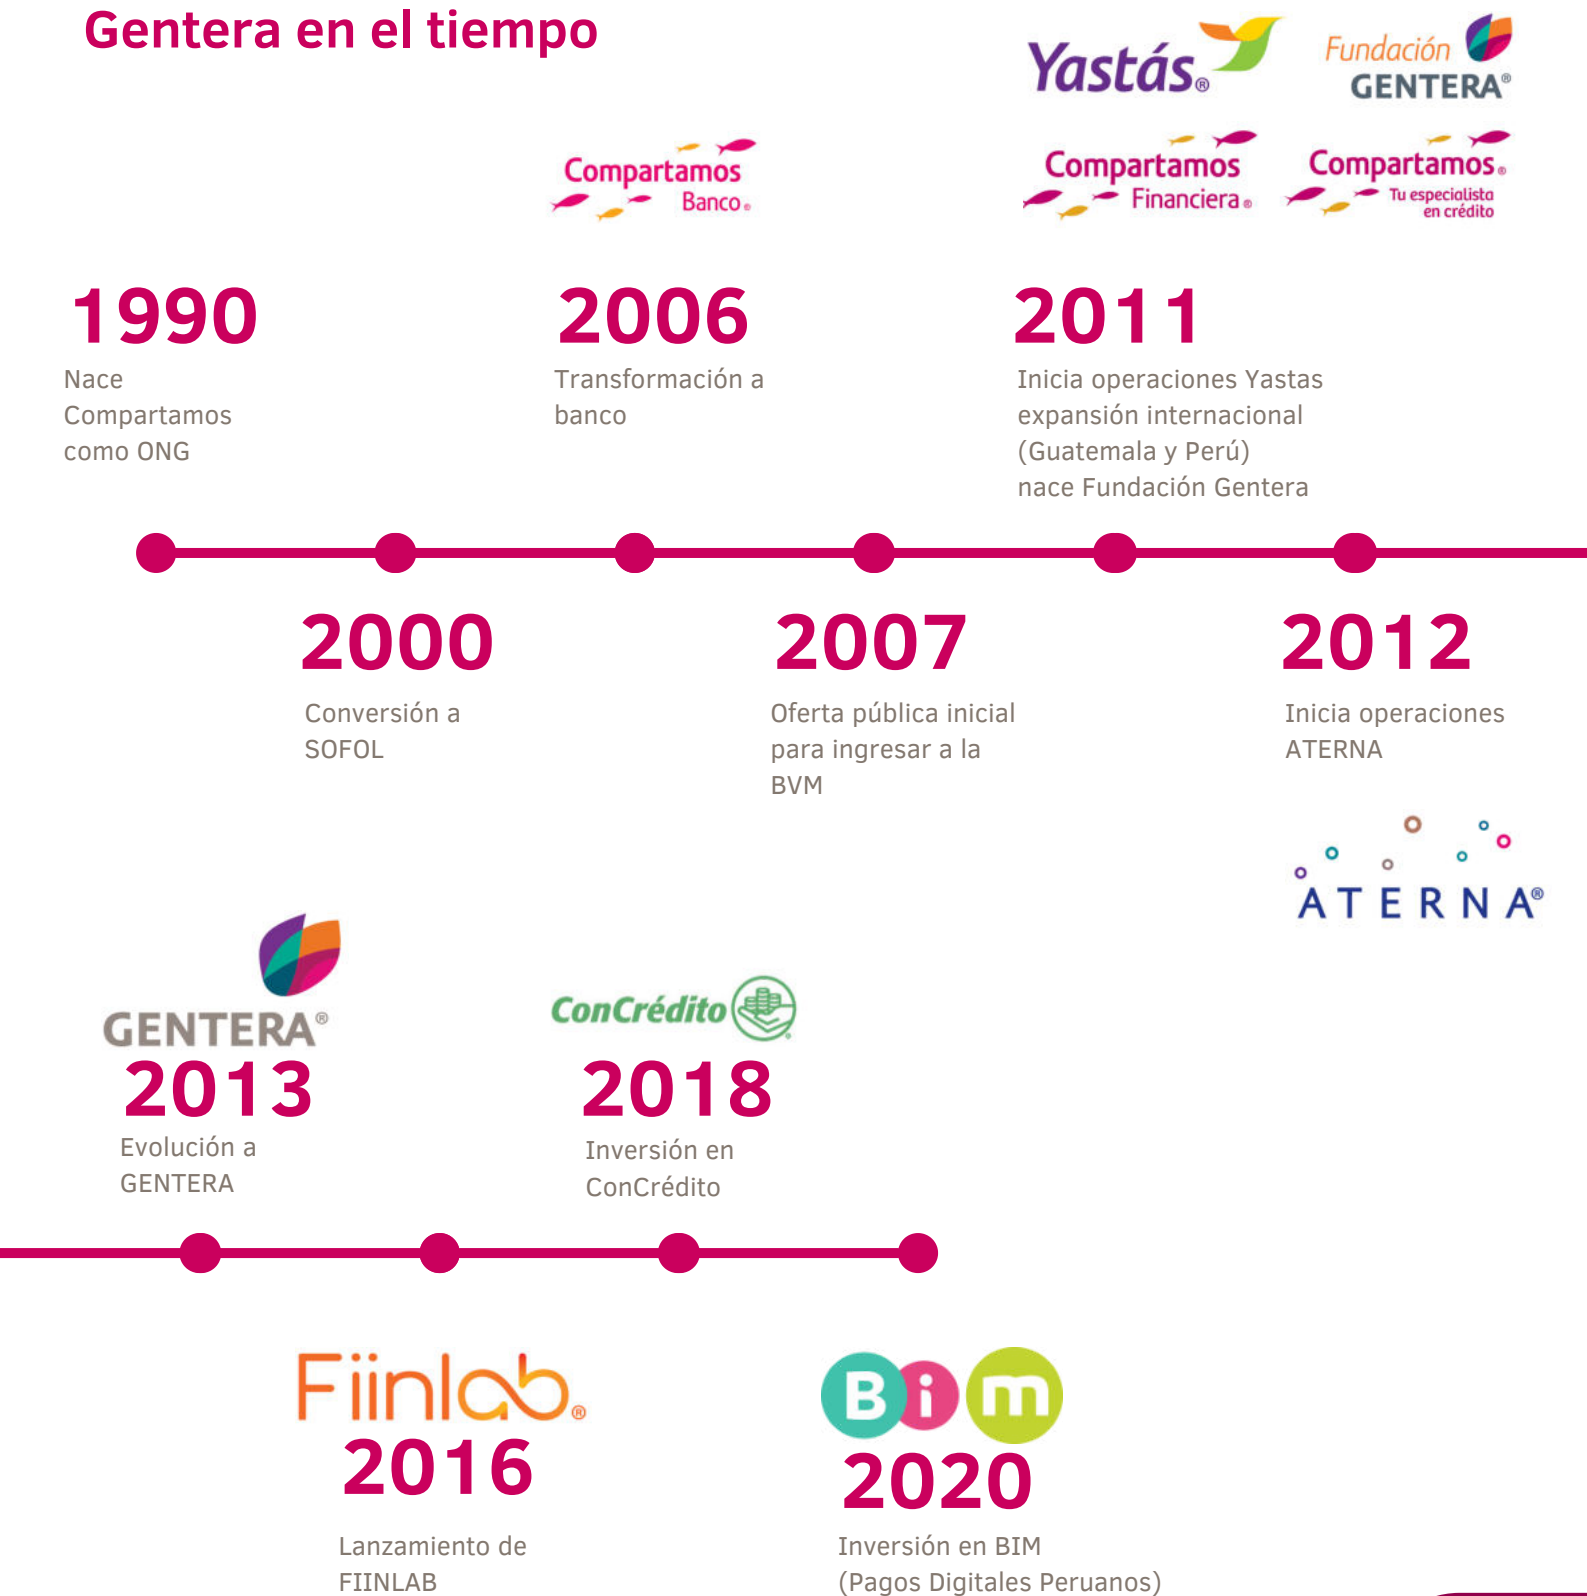 Gentera en el tiempo
Yastás®
Fundación
GENTERA®
Compartamos
Banco®
Compartamos
Financiera®
Compartamos®
Tu especialista
en crédito
1990
Nace
Compartamos
como ONG
2006
Transformación a
banco
2011
Inicia operaciones Yastas
expansión internacional
(Guatemala y Perú)
nace Fundación Gentera
2000
Conversión a
SOFOL
2007
Oferta pública inicial
para ingresar a la
BVM
2012
Inicia operaciones
ATERNA
ATERNA®
GENTERA®
2013
Evolución a
GENTERA
ConCrédito
2018
Inversión en
ConCrédito
Fiinlab®
2016
Lanzamiento de
FIINLAB
Bim
2020
Inversión en BIM
(Pagos Digitales Peruanos)